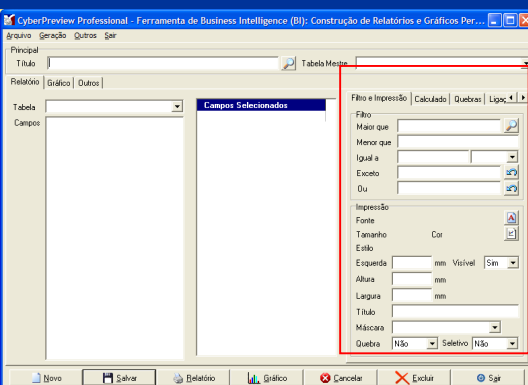 CyberPreview Professional - Ferramenta de Business Intelligence (BI): Construção de Relatórios e Gráficos Per...
Arquivo Geração Outros Sair
Principal
Título Tabela Mestre
Relatório Gráfico Outros
Filtro e Impressão Calculado Quebras Ligaç
Tabela
Campos Selecionados
Campos
Filtro
Maior que
Menor que
Igual a
Exceto
Ou
Impressão
Fonte
Tamanho Cor
Estilo
Esquerda mm Visível Sim
Altura mm
Largura mm
Título
Máscara
Quebra Não Seletivo Não
Novo Salvar Relatório Gráfico Cancelar Excluir Sair